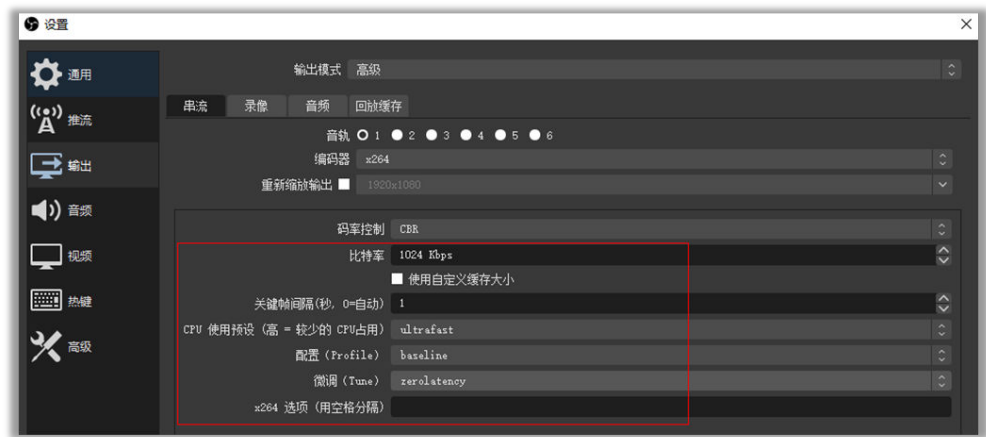 设置
通用
推流
输出
音频
视频
热键
高级
输出模式 高级
串流 录像 音频 回放缓存
音轨 1 2 3 4 5 6
编码器 x264
重新缩放输出 1920x1080
码率控制 CBR
比特率 1024 Kbps
使用自定义缓存大小
关键帧间隔(秒, 0=自动) 1
CPU 使用预设 (高 = 较少的 CPU占用) ultrafast
配置 (Profile) baseline
微调 (Tune) zerolatency
x264 选项 (用空格分隔)